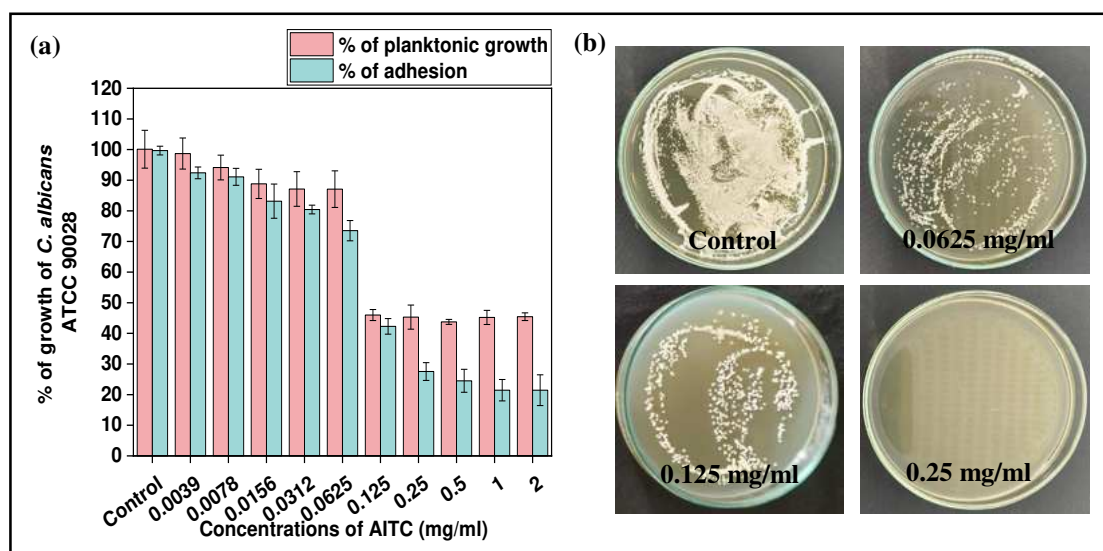 (a)
% of planktonic growth
% of adhesion
% of growth of C. albicans
ATCC 90028
120
110
100
90
80
70
60
50
40
30
20
10
0
Control
0.0039
0.0078
0.0156
0.0312
0.0625
0.125
0.25
0.5
1
2
Concentrations of AITC (mg/ml)
(b)
Control
0.0625 mg/ml
0.125 mg/ml
0.25 mg/ml